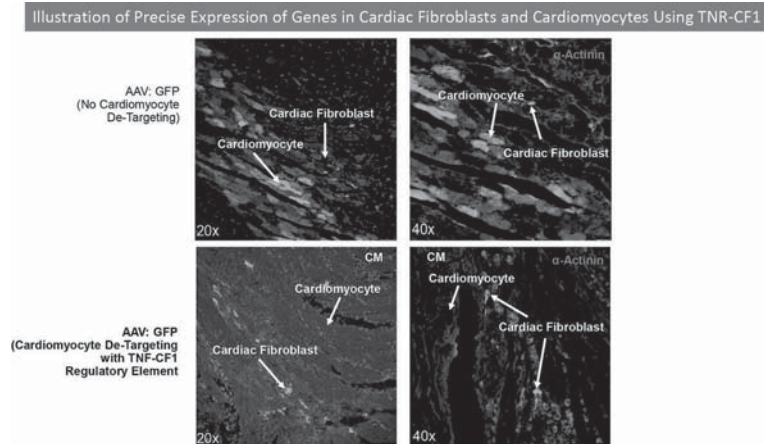 Illustration of Precise Expression of Genes in Cardiac Fibroblasts and Cardiomyocytes Using TNR-CF1
AAV: GFP
(No Cardiomyocyte
De-Targeting)
Cardiac Fibroblast
Cardiomyocyte
20x
α-Actinin
Cardiomyocyte
Cardiac Fibroblast
40x
AAV: GFP
(Cardiomyocyte De-Targeting
with TNF-CF1
Regulatory Element
CM
Cardiomyocyte
Cardiac Fibroblast
20x
CM
α-Actinin
Cardiomyocyte
Cardiac Fibroblast
40x